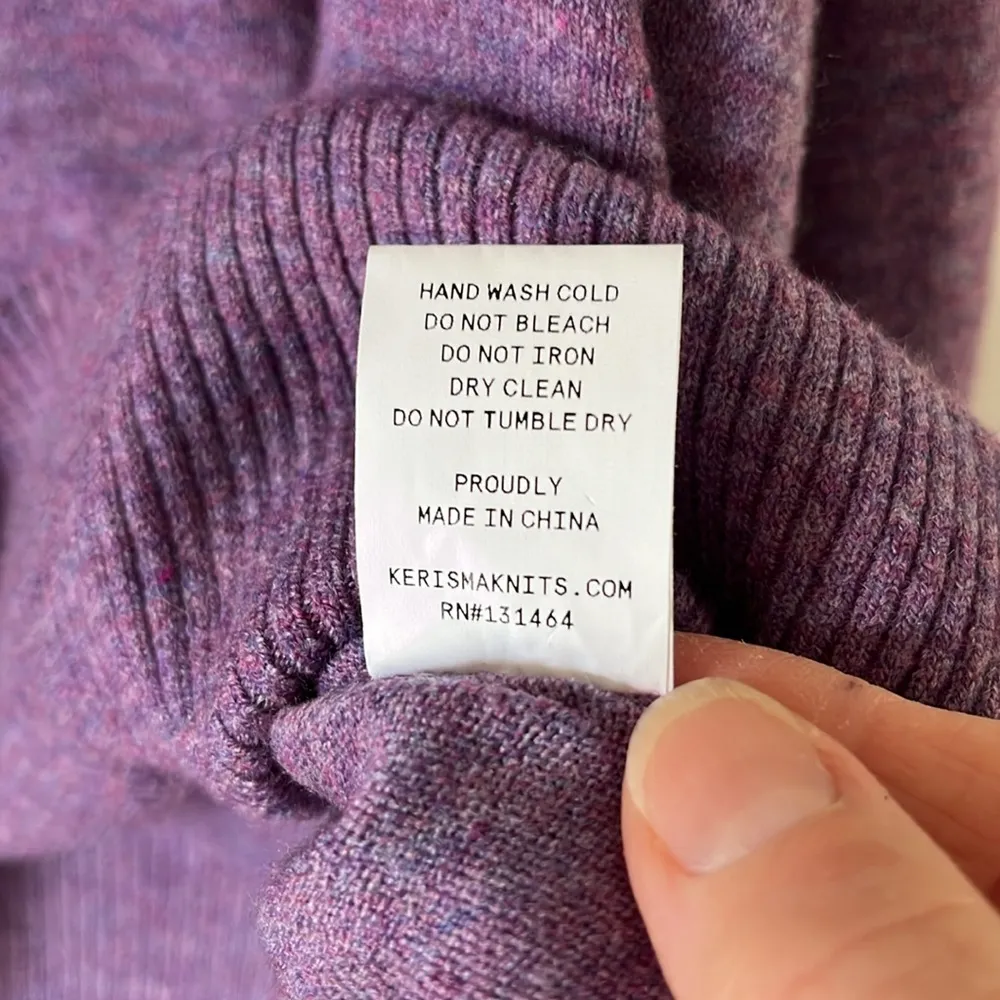 HAND WASH COLD
DO NOT BLEACH
DO NOT IRON
DRY CLEAN
DO NOT TUMBLE DRY
PROUDLY
MADE IN CHINA
KERISMAKNITS.COM
RN#131464